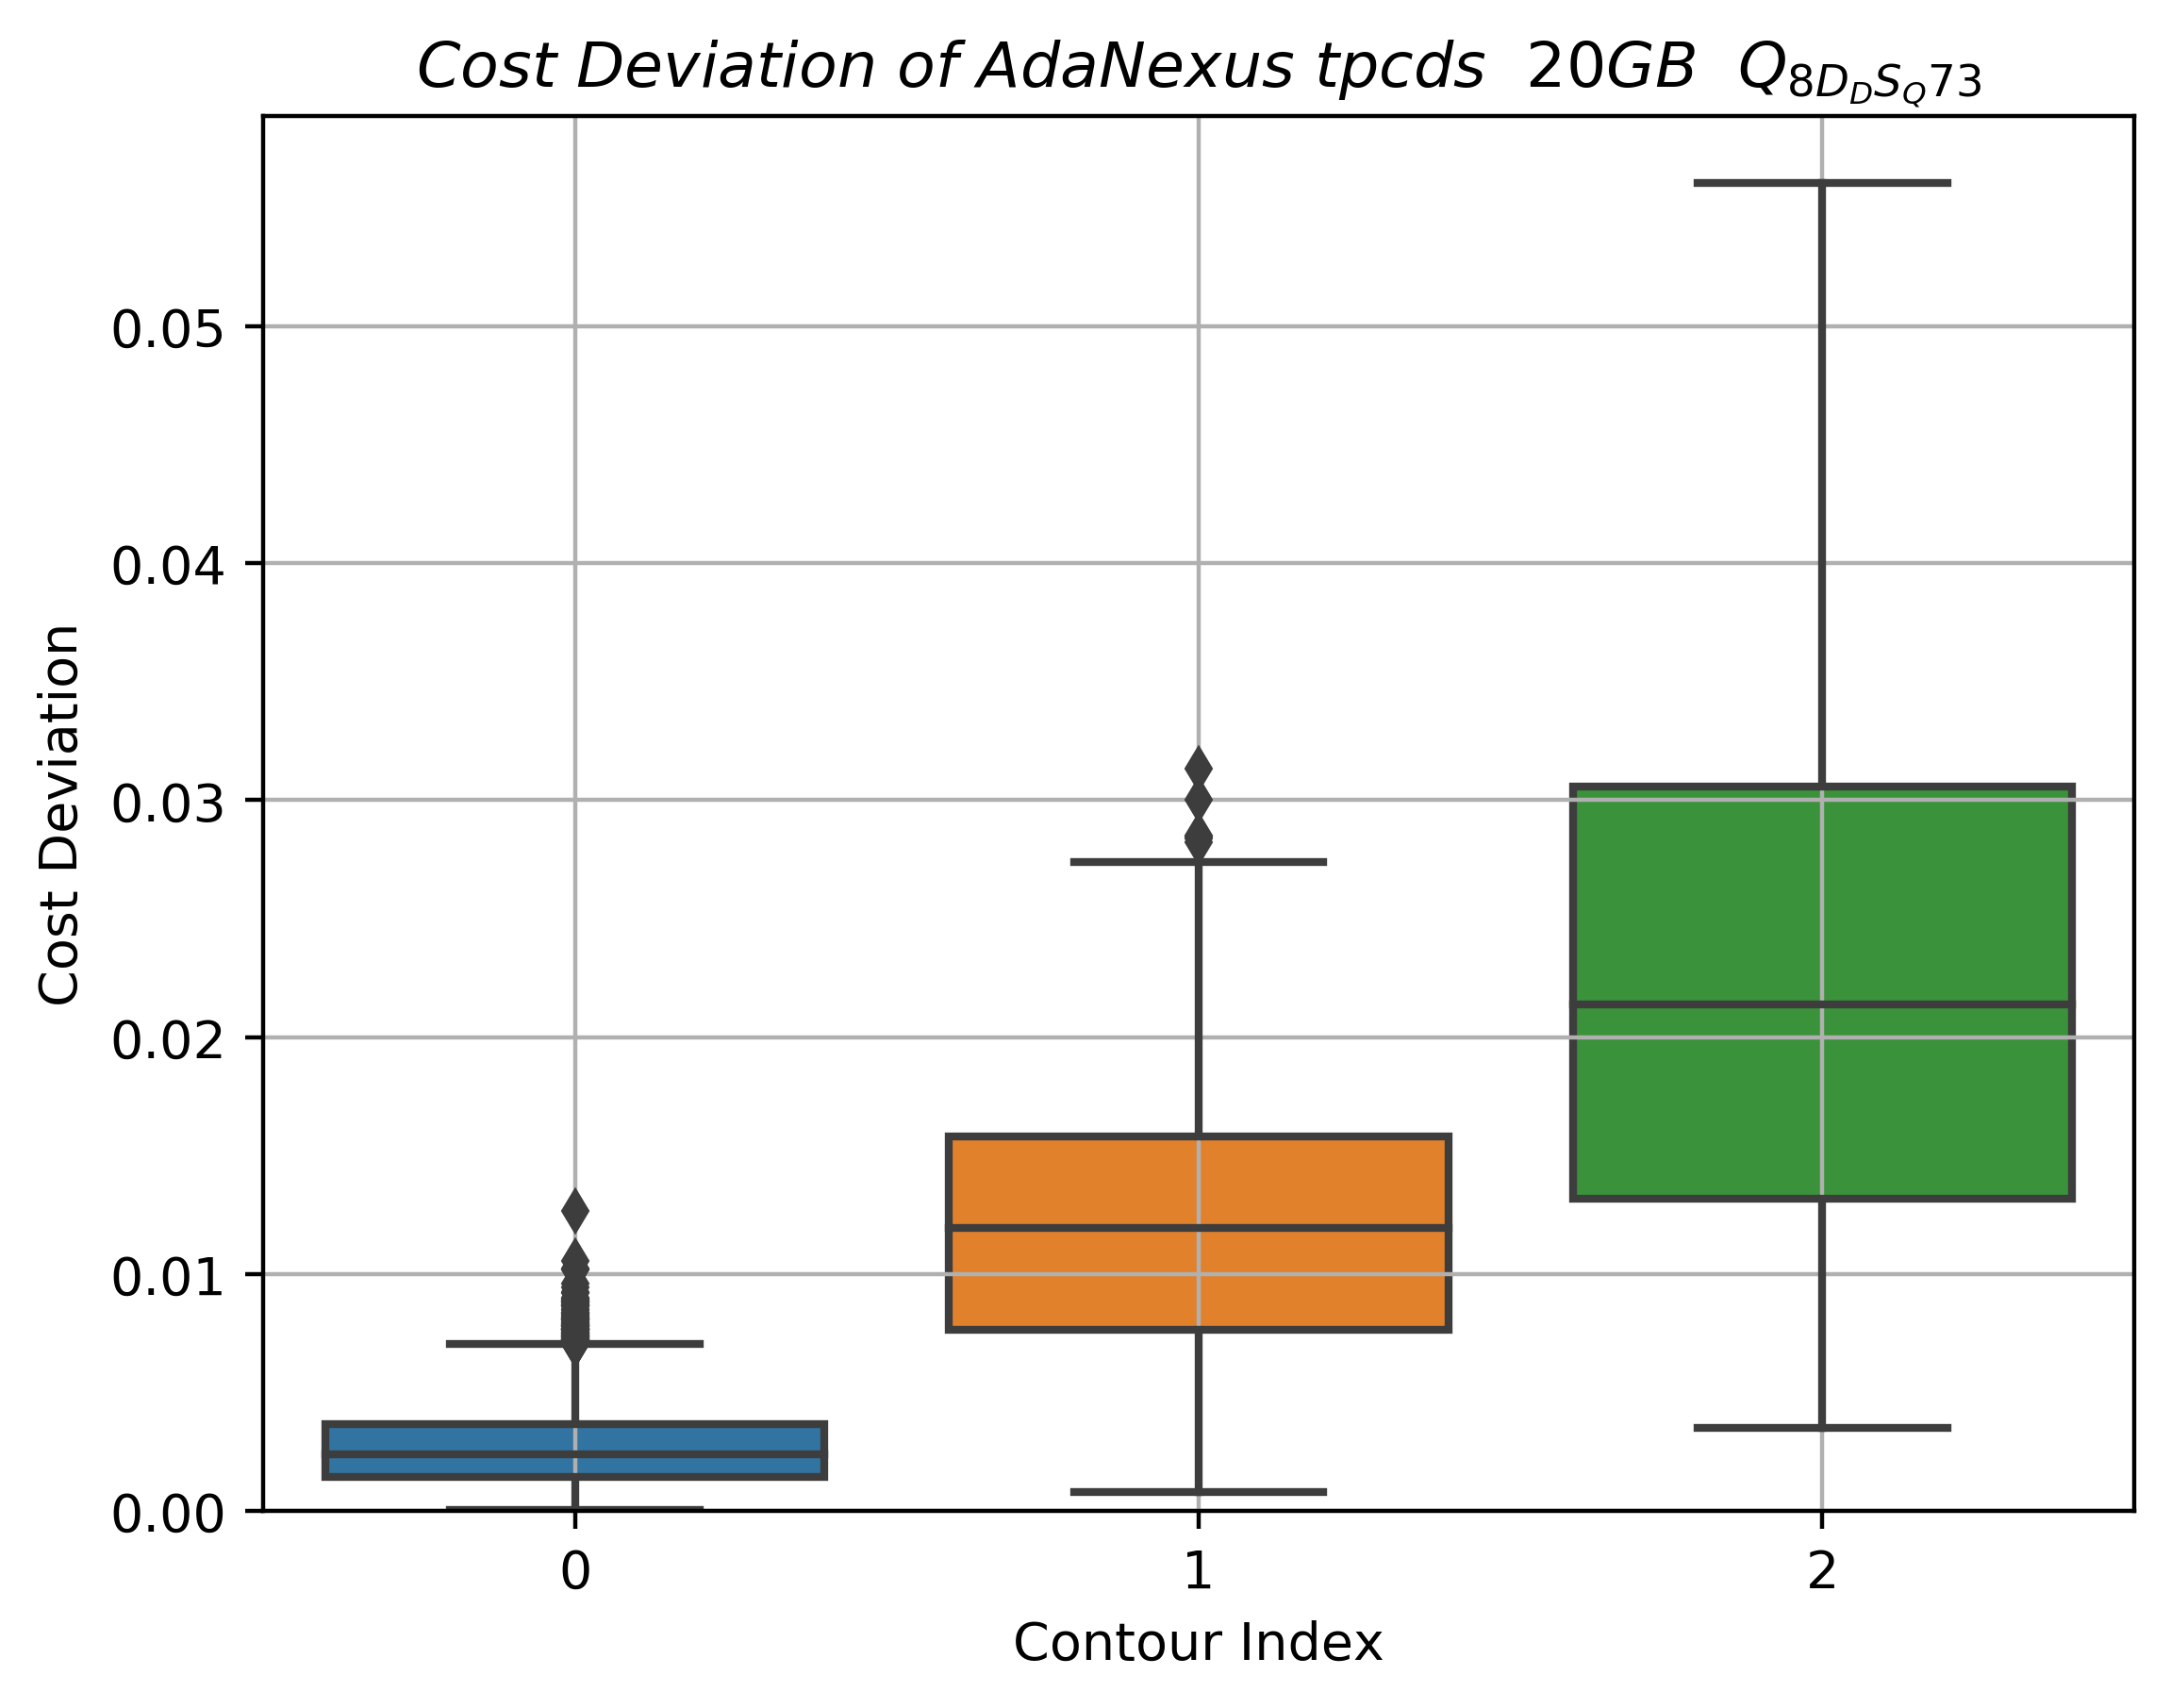 Cost Deviation of AdaNexus tpcds 20GB Q8D_DS_Q73
Cost Deviation
0.05
0.04
0.03
0.02
0.01
0.00
0 1 2
Contour Index